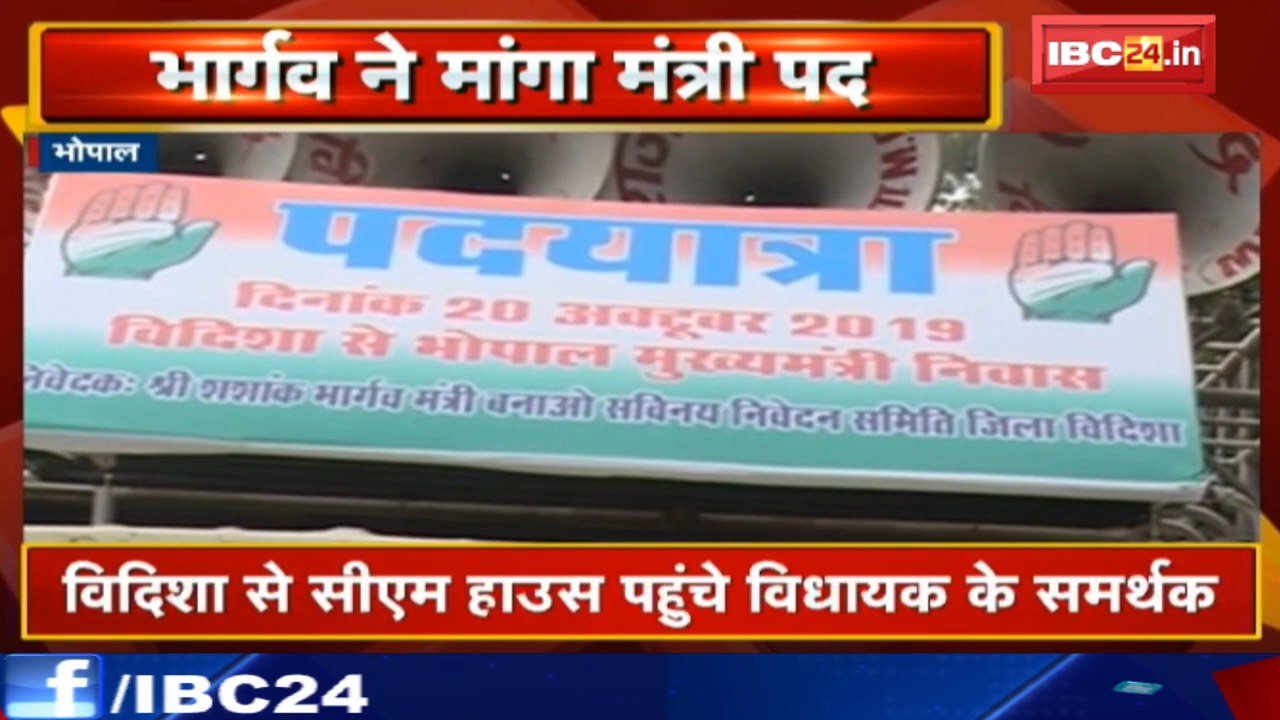 भार्गव ने मांगा मंत्री पद
IBC24.in
भोपाल
पदयात्रा
दिनांक 20 अक्टूबर 2019
विदिशा से भोपाल मुख्यमंत्री निवास
निवेदकः श्री शशांक भार्गव मंत्री बनाओ सविनय निवेदन समिति जिला विदिशा
विदिशा से सीएम हाउस पहुंचे विधायक के समर्थक
f/IBC24